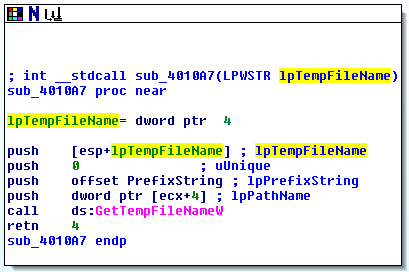 ; int __stdcall sub_4010A7(LPWSTR lpTempFileName)
sub_4010A7 proc near
lpTempFileName= dword ptr  4
push    [esp+lpTempFileName] ; lpTempFileName
push    0               ; uUnique
push    offset PrefixString ; lpPrefixString
push    dword ptr [ecx+4] ; lpPathName
call    ds:GetTempFileNameW
retn    4
sub_4010A7 endp